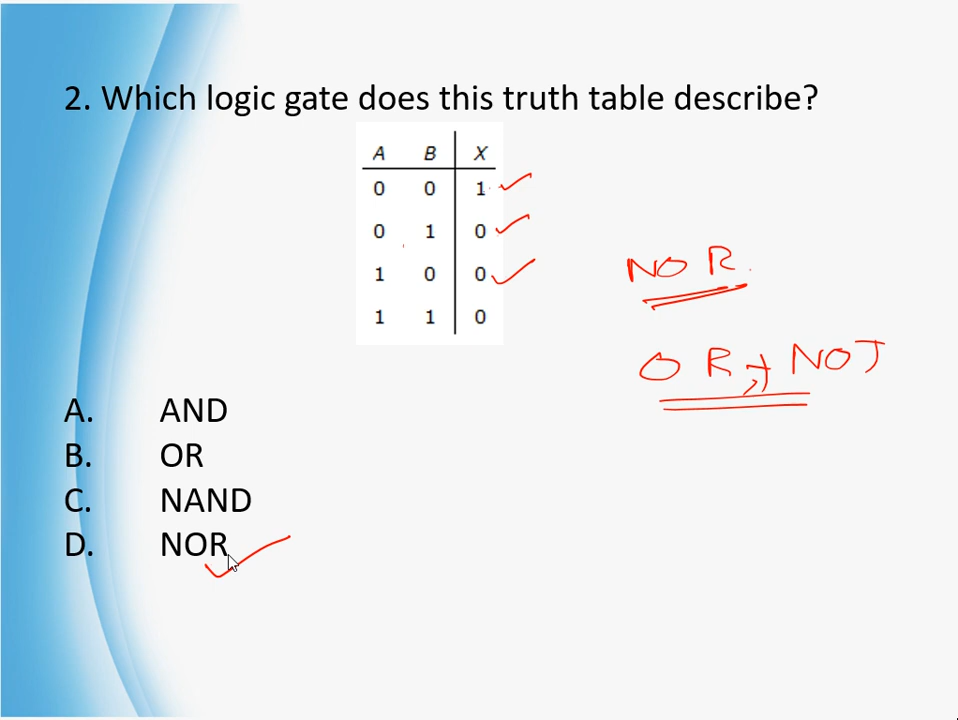 2. Which logic gate does this truth table describe?
A B X
0 0 1
0 1 0
1 0 0
1 1 0
NOR.
OR + NOT
A. AND
B. OR
C. NAND
D. NOR